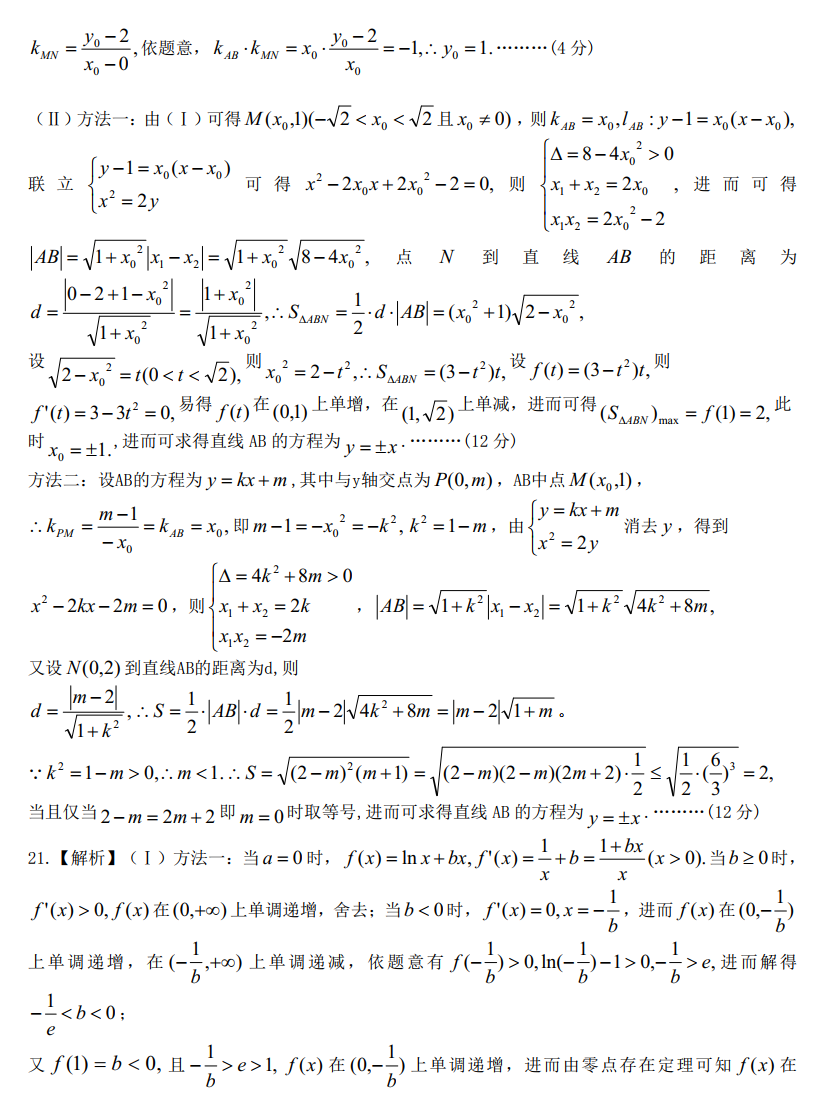 $k_{MN}=\frac{y_0-2}{x_0-0}$,依题意，$k_{AB}\cdot k_{MN}=x_0\cdot\frac{y_0-2}{x_0}=-1,\therefore y_0=1.$………(4 分)
（Ⅱ）方法一：由（Ⅰ）可得$M(x_0,1)(-\sqrt{2}<x_0<\sqrt{2}$且$x_0\neq 0)$，则$k_{AB}=x_0,l_{AB}:y-1=x_0(x-x_0),$
联立$\begin{cases}y-1=x_0(x-x_0)\\x^2=2y\end{cases}$可得$x^2-2x_0x+2x_0^2-2=0,$则$\begin{cases}\Delta=8-4x_0^2>0\\x_1+x_2=2x_0\\x_1x_2=2x_0^2-2\end{cases}$，进而可得
$|AB|=\sqrt{1+x_0^2}|x_1-x_2|=\sqrt{1+x_0^2}\sqrt{8-4x_0^2},$点$N$到直线$AB$的距离为
$d=\frac{|0-2+1-x_0^2|}{\sqrt{1+x_0^2}}=\frac{|1+x_0^2|}{\sqrt{1+x_0^2}},\therefore S_{\Delta ABN}=\frac{1}{2}\cdot d\cdot|AB|=(x_0^2+1)\sqrt{2-x_0^2},$
设$\sqrt{2-x_0^2}=t(0<t<\sqrt{2}),$则$x_0^2=2-t^2,\therefore S_{\Delta ABN}=(3-t^2)t,$设$f(t)=(3-t^2)t,$则
$f'(t)=3-3t^2=0,$易得$f(t)$在$(0,1)$上单增，在$(1,\sqrt{2})$上单减，进而可得$(S_{\Delta ABN})_{\max}=f(1)=2,$此
时$x_0=\pm1.$,进而可求得直线 AB 的方程为$y=\pm x.$………(12 分)
方法二：设AB的方程为$y=kx+m$,其中与y轴交点为$P(0,m)$，AB中点$M(x_0,1)$，
$\therefore k_{PM}=\frac{m-1}{-x_0}=k_{AB}=x_0,$即$m-1=-x_0^2=-k^2,k^2=1-m$，由$\begin{cases}y=kx+m\\x^2=2y\end{cases}$消去$y$，得到
$x^2-2kx-2m=0$，则$\begin{cases}\Delta=4k^2+8m>0\\x_1+x_2=2k\\x_1x_2=-2m\end{cases}$，$|AB|=\sqrt{1+k^2}|x_1-x_2|=\sqrt{1+k^2}\sqrt{4k^2+8m},$
又设$N(0,2)$到直线AB的距离为d,则
$d=\frac{|m-2|}{\sqrt{1+k^2}},\therefore S=\frac{1}{2}\cdot|AB|\cdot d=\frac{1}{2}|m-2|\sqrt{4k^2+8m}=|m-2|\sqrt{1+m}$。
$\because k^2=1-m>0,\therefore m<1.\therefore S=\sqrt{(2-m)^2(m+1)}=\sqrt{(2-m)(2-m)(2m+2)\cdot\frac{1}{2}}\leq\sqrt{\frac{1}{2}\cdot(\frac{6}{3})^3}=2,$
当且仅当$2-m=2m+2$即$m=0$时取等号,进而可求得直线 AB 的方程为$y=\pm x.$………(12 分)
21.【解析】（Ⅰ）方法一：当$a=0$时，$f(x)=\ln x+bx,f'(x)=\frac{1}{x}+b=\frac{1+bx}{x}(x>0).$当$b\geq0$时，
$f'(x)>0,f(x)$在$(0,+\infty)$上单调递增，舍去；当$b<0$时，$f'(x)=0,x=-\frac{1}{b}$，进而$f(x)$在$(0,-\frac{1}{b})$
上单调递增，在$(-\frac{1}{b},+\infty)$上单调递减，依题意有$f(-\frac{1}{b})>0,\ln(-\frac{1}{b})-1>0,-\frac{1}{b}>e,$进而解得
$-\frac{1}{e}<b<0$；
又$f(1)=b<0,$且$-\frac{1}{b}>e>1,f(x)$在$(0,-\frac{1}{b})$上单调递增，进而由零点存在定理可知$f(x)$在